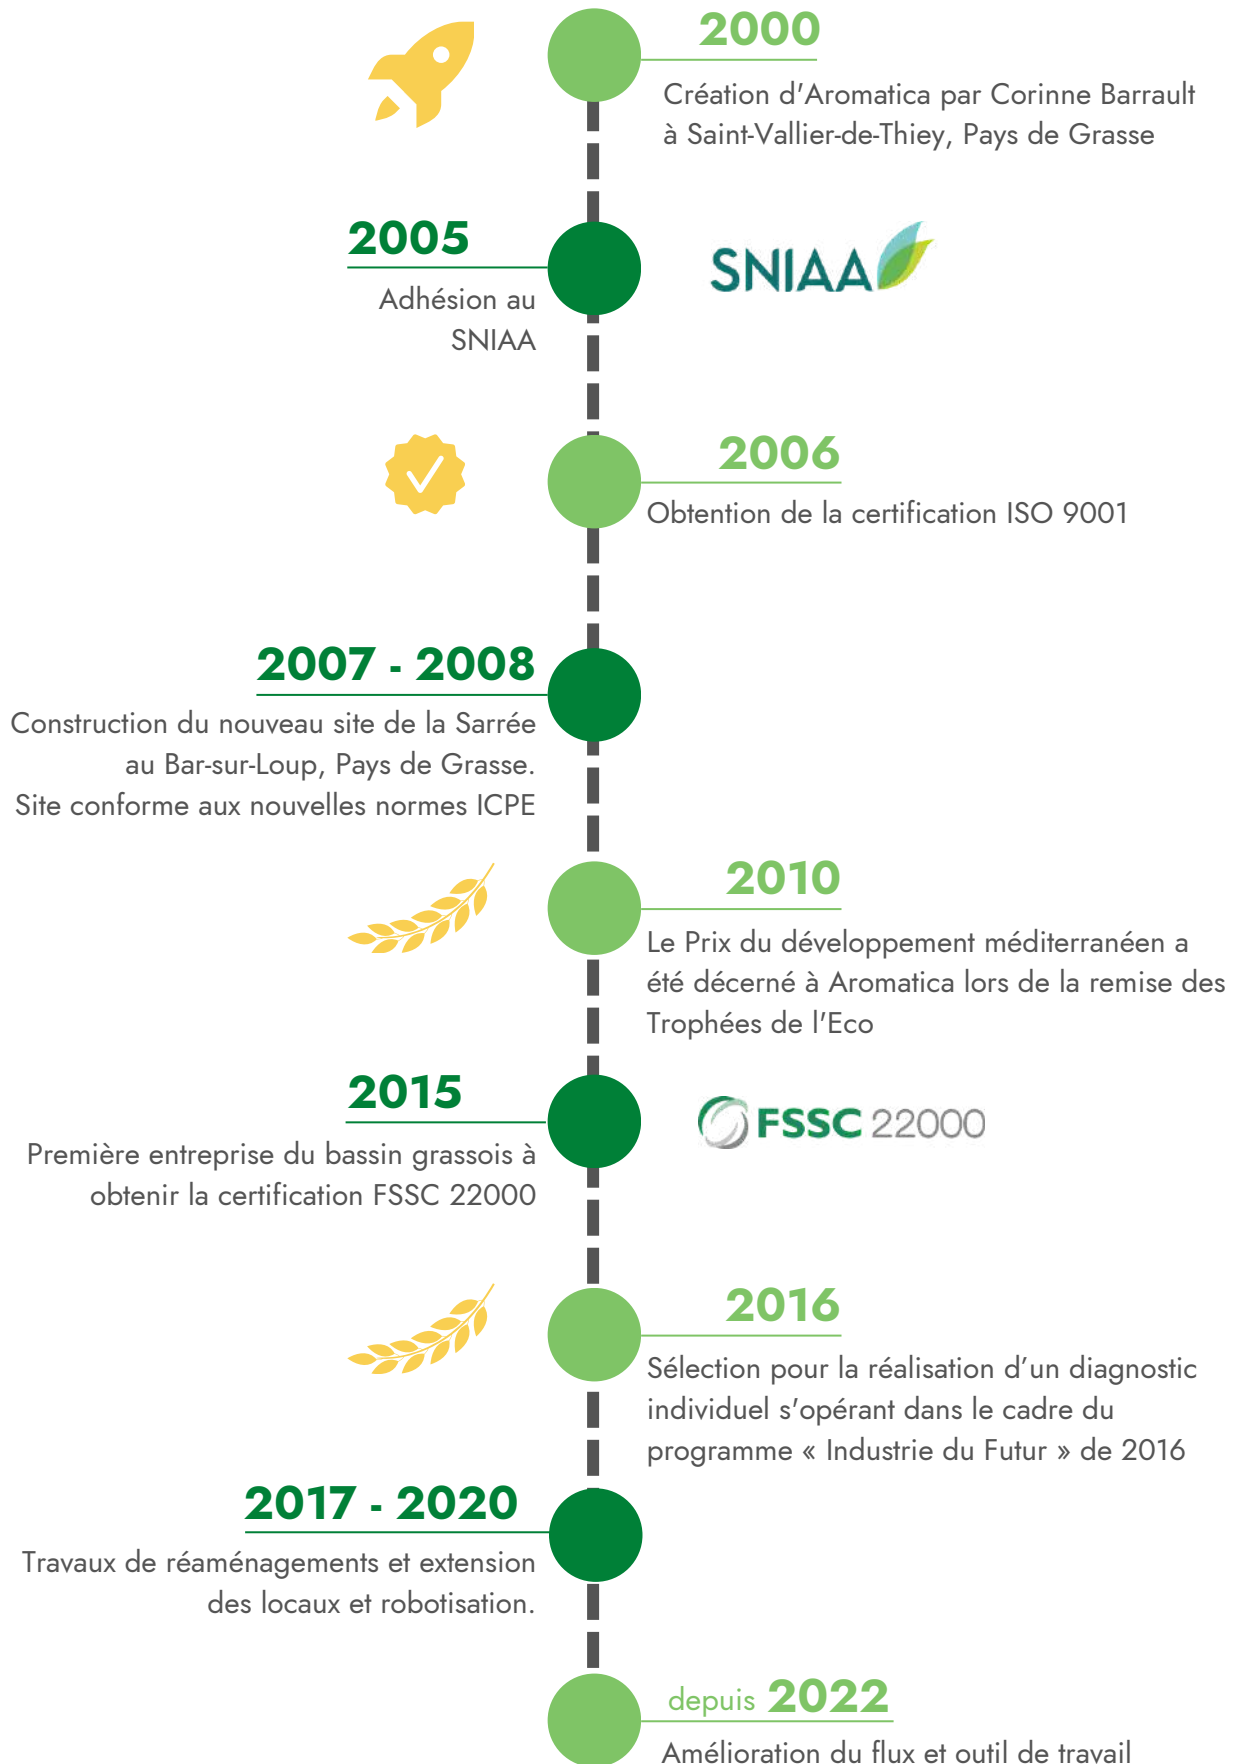 2000
Création d'Aromatica par Corinne Barrault
à Saint-Vallier-de-Thiey, Pays de Grasse
2005
Adhésion au
SNIAA
SNIAA
2006
Obtention de la certification ISO 9001
2007 - 2008
Construction du nouveau site de la Sarrée
au Bar-sur-Loup, Pays de Grasse.
Site conforme aux nouvelles normes ICPE
2010
Le Prix du développement méditerranéen a
été décerné à Aromatica lors de la remise des
Trophées de l'Eco
2015
Première entreprise du bassin grassois à
obtenir la certification FSSC 22000
FSSC 22000
2016
Sélection pour la réalisation d’un diagnostic
individuel s'opérant dans le cadre du
programme « Industrie du Futur » de 2016
2017 - 2020
Travaux de réaménagements et extension
des locaux et robotisation.
depuis 2022
Amélioration du flux et outil de travail